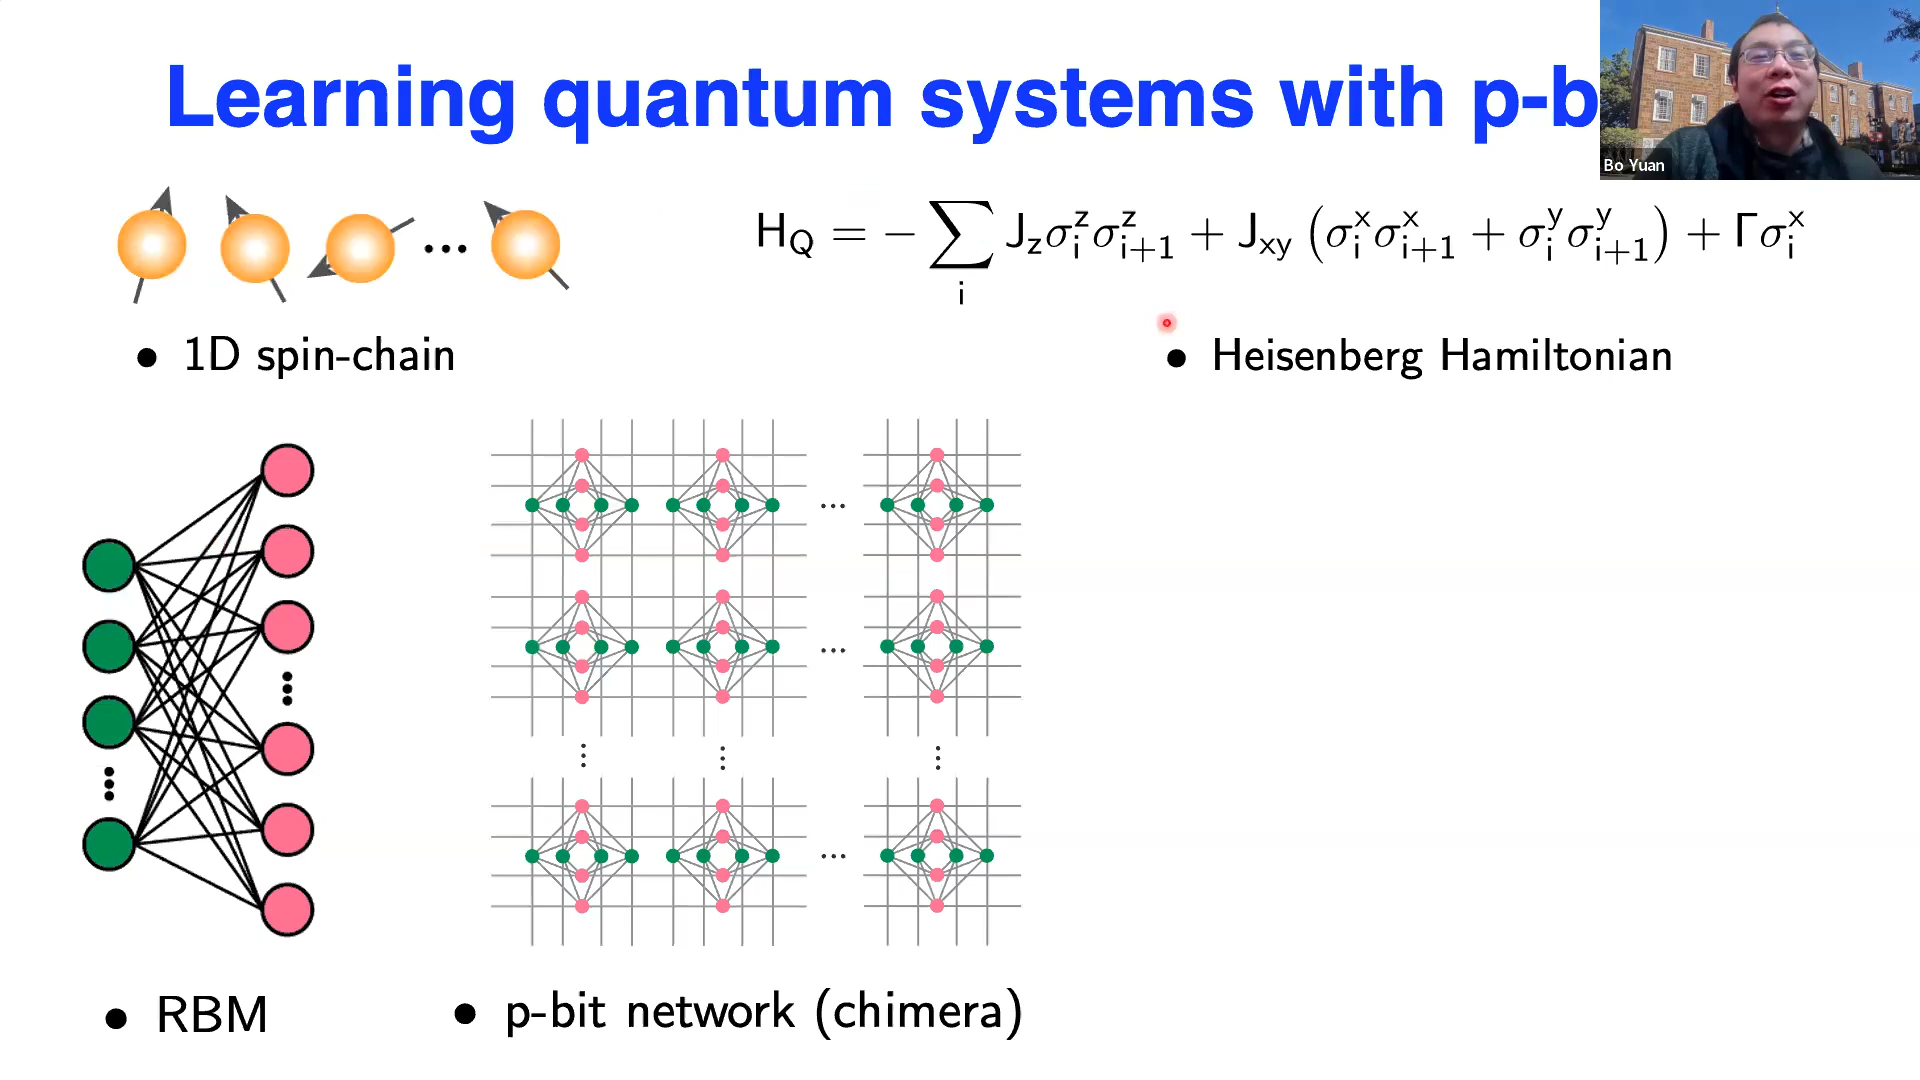 Learning quantum systems with p-b
Bo Yuan
H_Q = − ∑_i J_z σ_i^z σ_{i+1}^z + J_xy (σ_i^x σ_{i+1}^x + σ_i^y σ_{i+1}^y) + Γσ_i^x
• 1D spin-chain
• Heisenberg Hamiltonian
• RBM
• p-bit network (chimera)